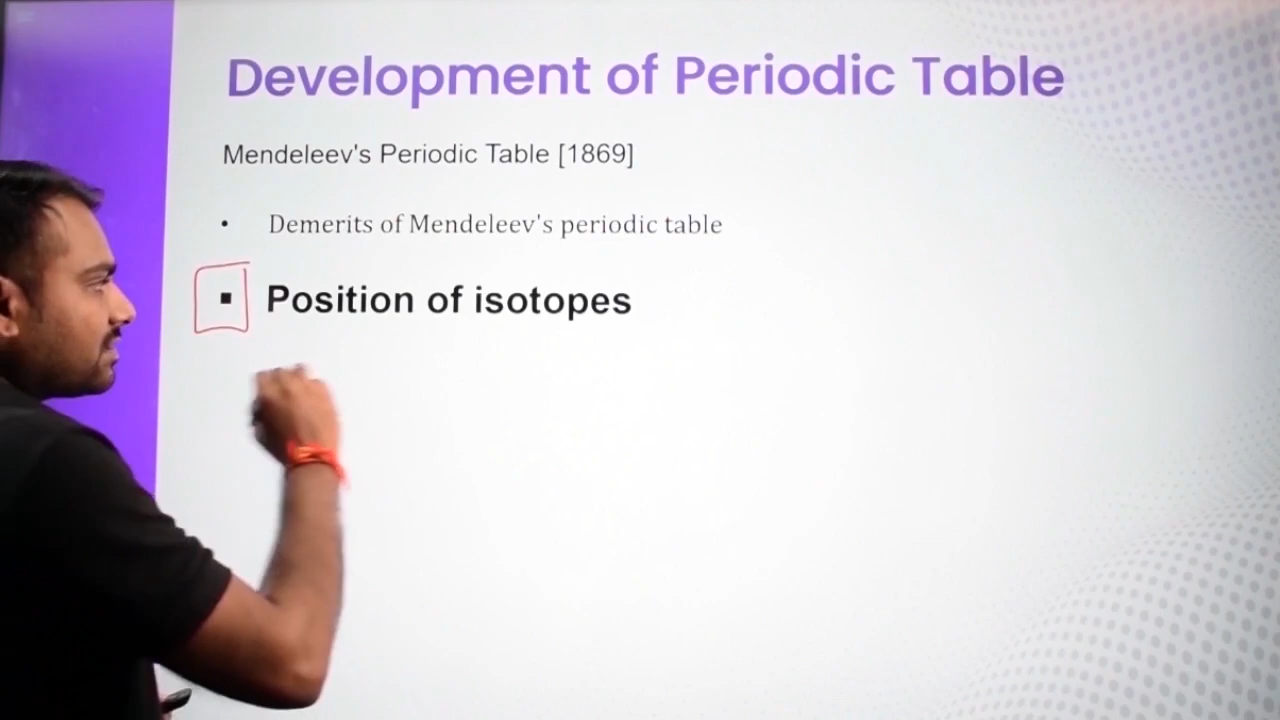 Development of Periodic Table
Mendeleev's Periodic Table [1869]
• Demerits of Mendeleev's periodic table
▪ Position of isotopes